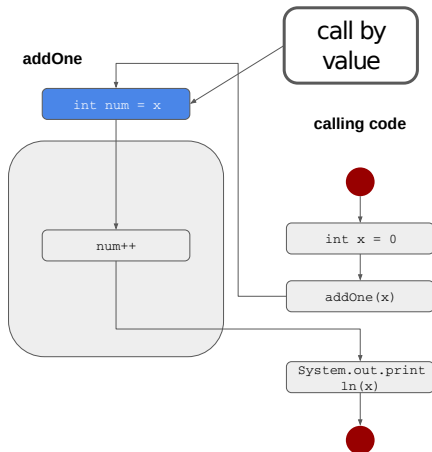 call by
value
addOne
int num = x
calling code
int x = 0
num++
addOne(x)
System.out.print
ln(x)